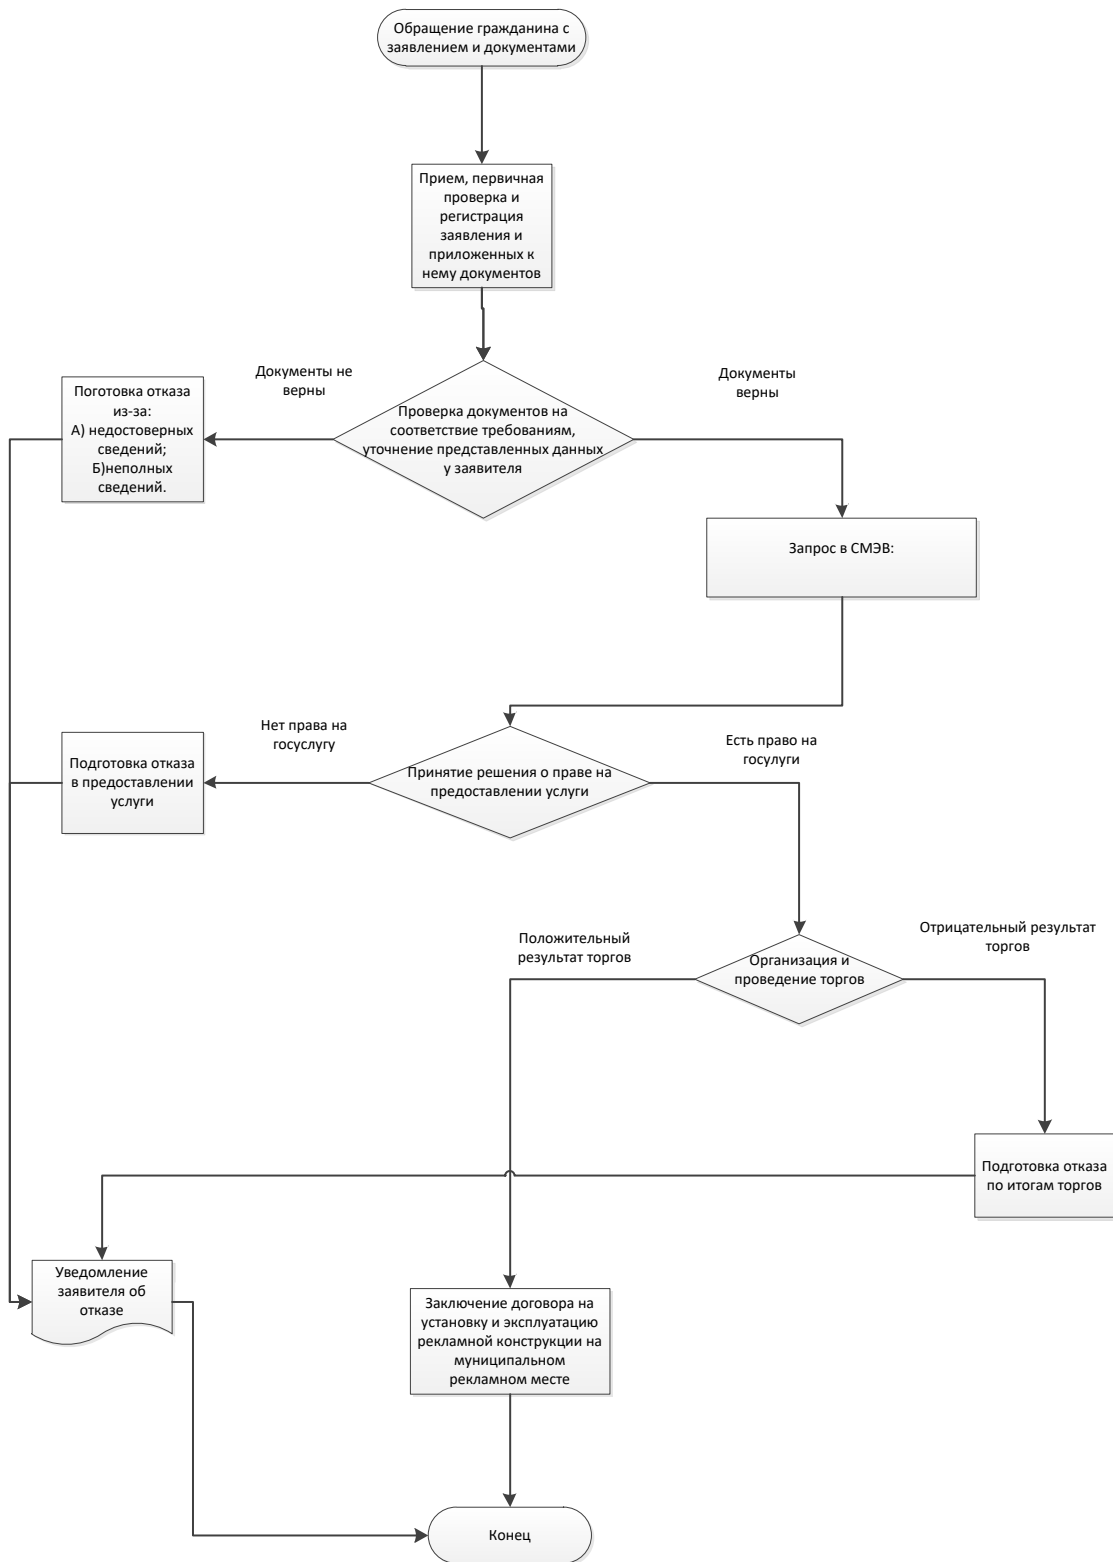 Обращение гражданина с
заявлением и документами
Прием, первичная
проверка и
регистрация
заявления и
приложенных к
нему документов
Документы не
верны
Документы
верны
Поготовка отказа
из-за:
А) недостоверных
сведений;
Б)неполных
сведений.
Проверка документов на
соответствие требованиям,
уточнение представленных данных
у заявителя
Запрос в СМЭВ:
Нет права на
госуслугу
Есть право на
госулуги
Подготовка отказа
в предоставлении
услуги
Принятие решения о праве на
предоставлении услуги
Положительный
результат торгов
Отрицательный результат
торгов
Организация и
проведение торгов
Подготовка отказа
по итогам торгов
Уведомление
заявителя об
отказе
Заключение договора на
установку и эксплуатацию
рекламной конструкции на
муниципальном
рекламном месте
Конец